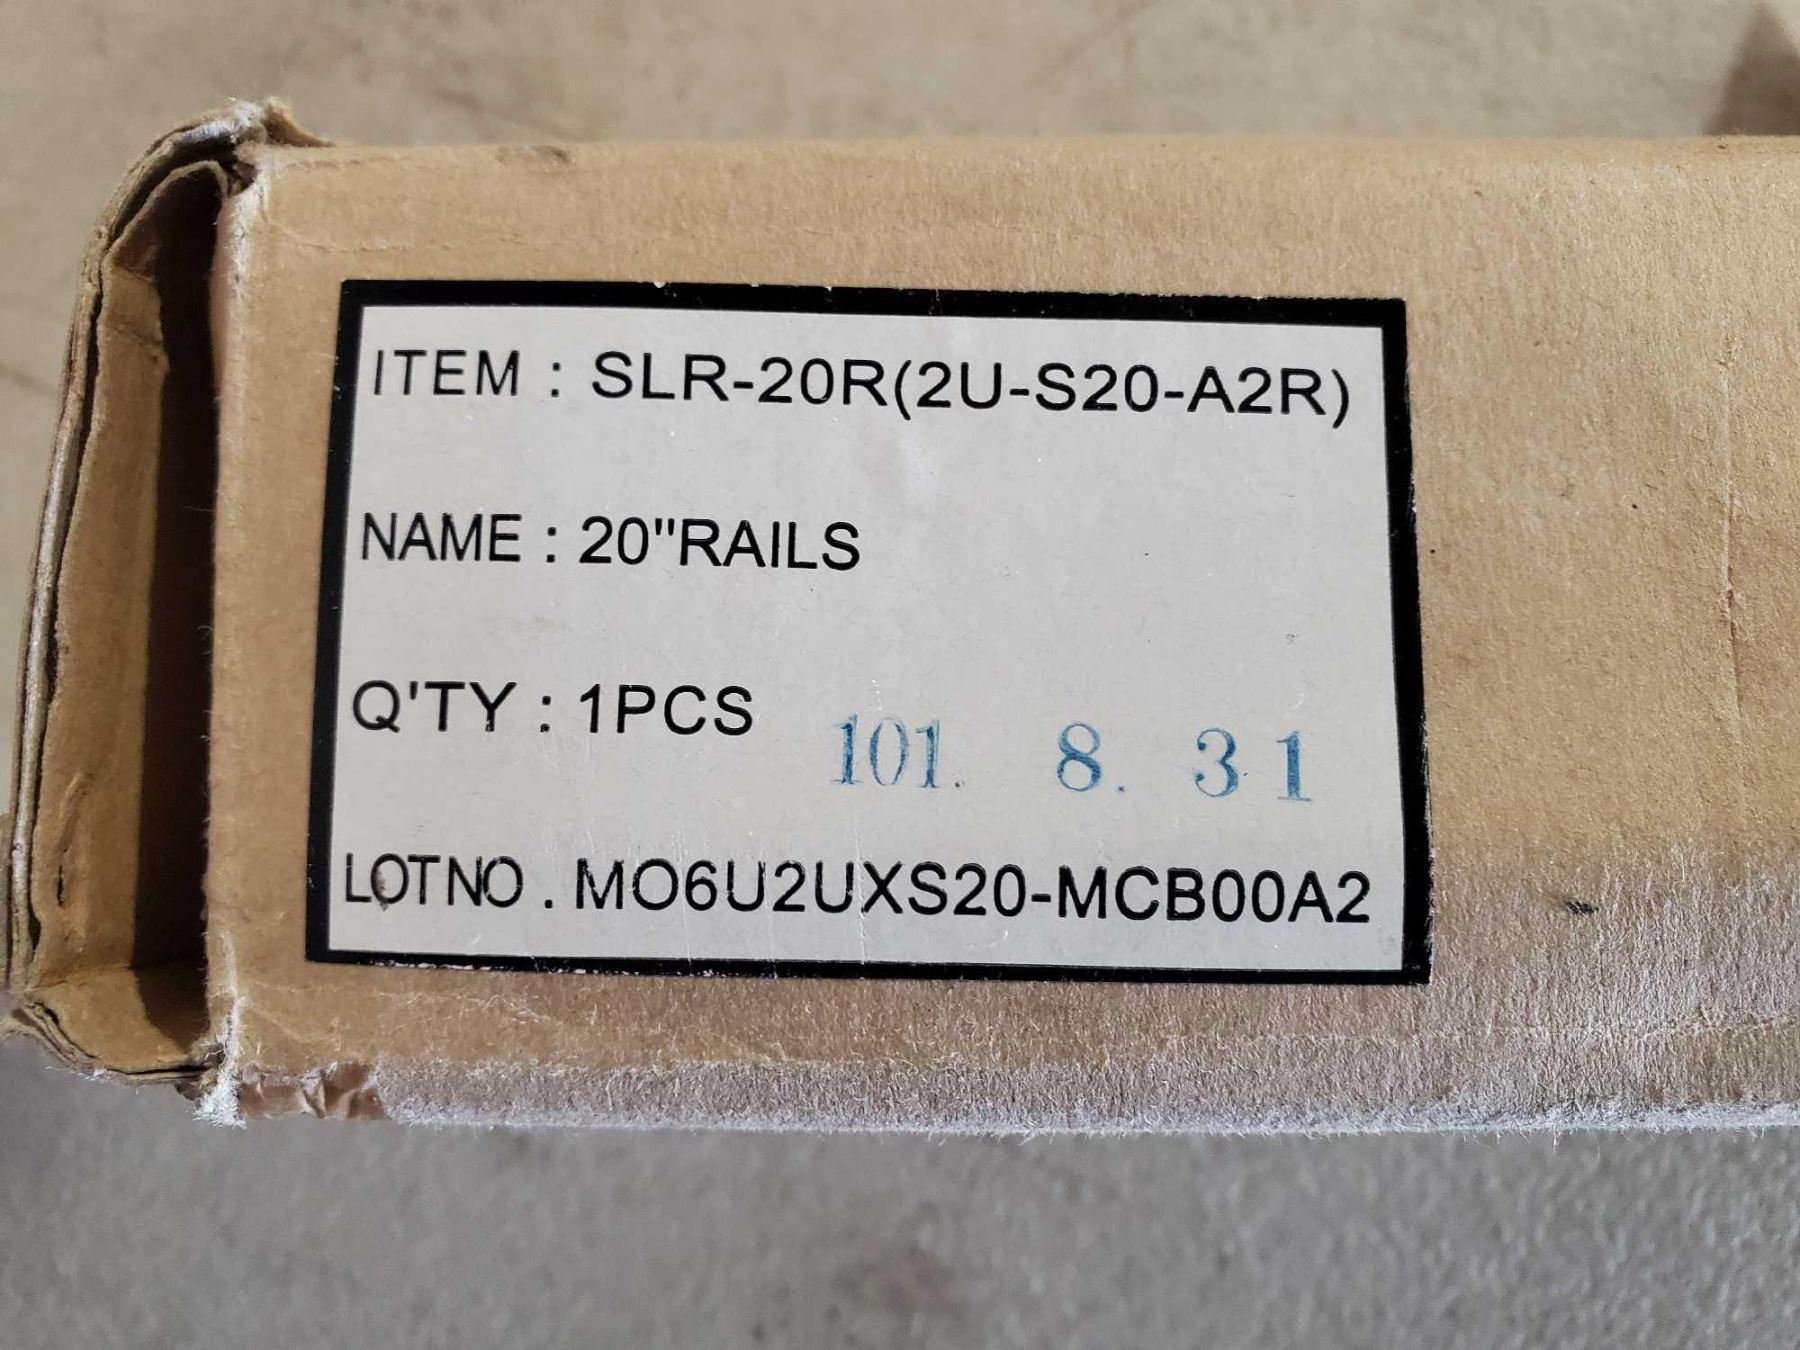 ITEM : SLR-20R(2U-S20-A2R)
NAME : 20"RAILS
Q'TY : 1PCS
101. 8. 31
LOTNO . MO6U2UXS20-MCB00A2